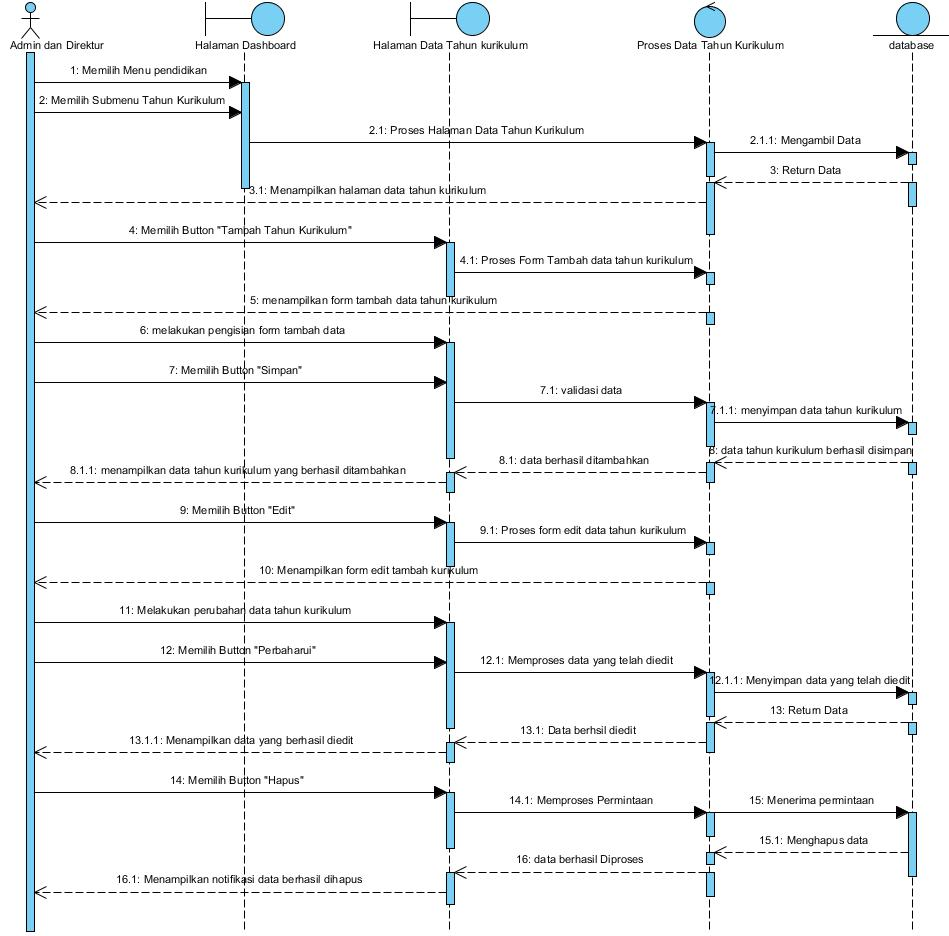 Admin dan Direktur
Halaman Dashboard
Halaman Data Tahun kurikulum
Proses Data Tahun Kurikulum
database
1: Memilih Menu pendidikan
2: Memilih Submenu Tahun Kurikulum
2.1: Proses Halaman Data Tahun Kurikulum
2.1.1: Mengambil Data
3: Return Data
3.1: Menampilkan halaman data tahun kurikulum
4: Memilih Button "Tambah Tahun Kurikulum"
4.1: Proses Form Tambah data tahun kurikulum
5: menampilkan form tambah data tahun kurikulum
6: melakukan pengisian form tambah data
7: Memilih Button "Simpan"
7.1: validasi data
7.1.1: menyimpan data tahun kurikulum
8: data tahun kurikulum berhasil disimpan
8.1: data berhasil ditambahkan
8.1.1: menampilkan data tahun kurikulum yang berhasil ditambahkan
9: Memilih Button "Edit"
9.1: Proses form edit data tahun kurikulum
10: Menampilkan form edit tambah kurikulum
11: Melakukan perubahan data tahun kurikulum
12: Memilih Button "Perbaharui"
12.1: Memproses data yang telah diedit
12.1.1: Menyimpan data yang telah diedit
13: Return Data
13.1: Data berhsil diedit
13.1.1: Menampilkan data yang berhasil diedit
14: Memilih Button "Hapus"
14.1: Memproses Permintaan
15: Menerima permintaan
15.1: Menghapus data
16: data berhasil Diproses
16.1: Menampilkan notifikasi data berhasil dihapus